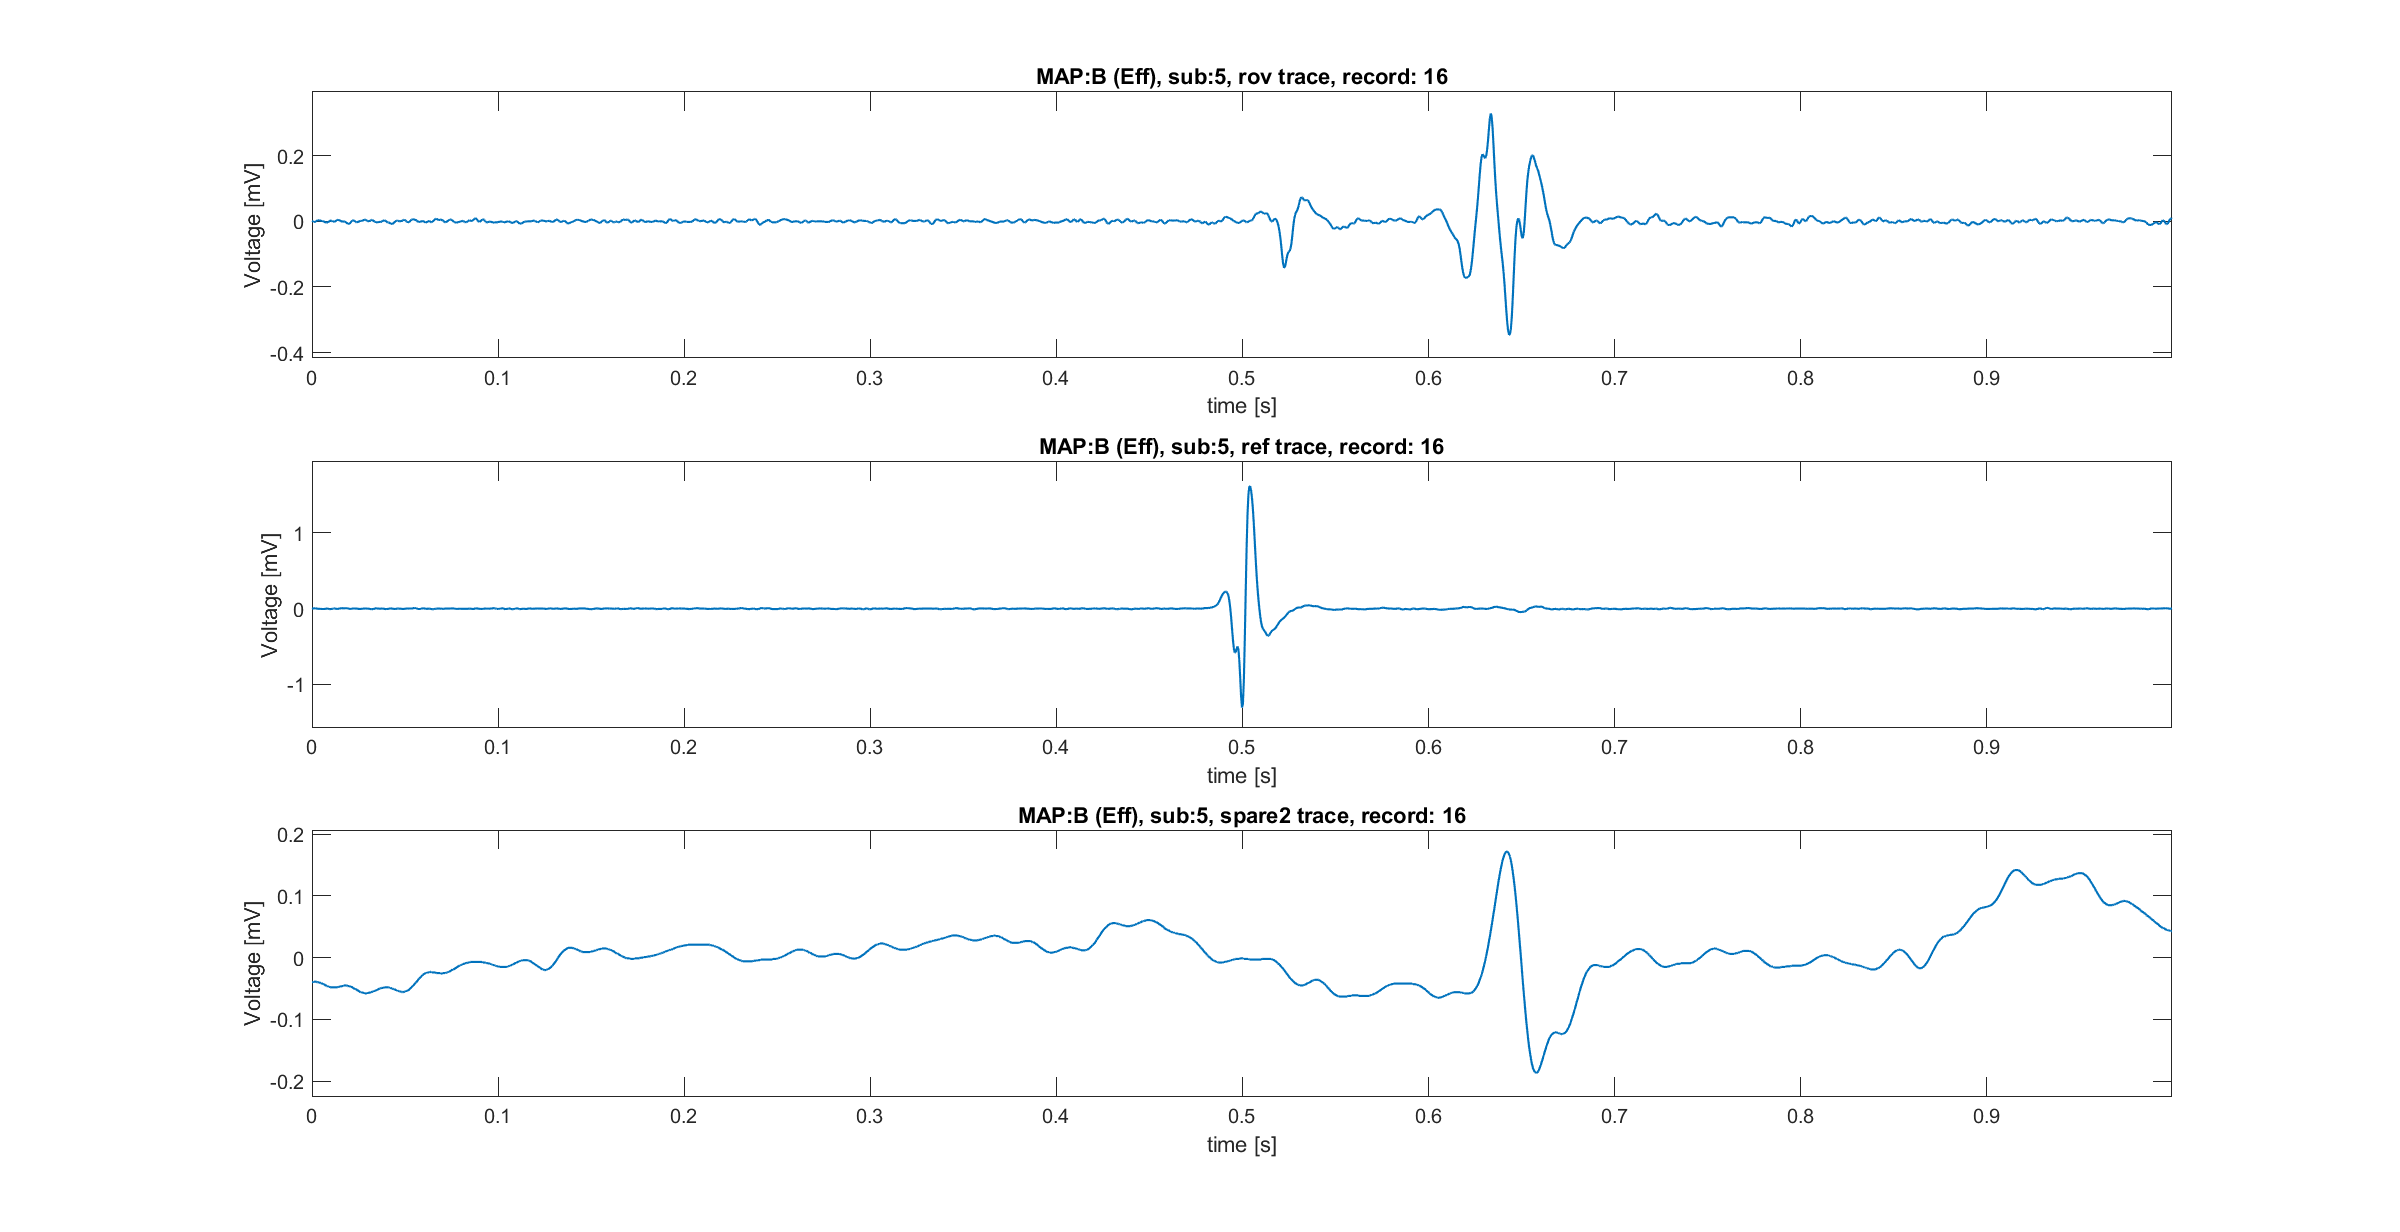 MAP:B (Eff), sub:5, rov trace, record: 16
Voltage [mV]
0.2
0
-0.2
-0.4
0 0.1 0.2 0.3 0.4 0.5 0.6 0.7 0.8 0.9
time [s]
MAP:B (Eff), sub:5, ref trace, record: 16
Voltage [mV]
1
0
-1
0 0.1 0.2 0.3 0.4 0.5 0.6 0.7 0.8 0.9
time [s]
MAP:B (Eff), sub:5, spare2 trace, record: 16
Voltage [mV]
0.2
0.1
0
-0.1
-0.2
0 0.1 0.2 0.3 0.4 0.5 0.6 0.7 0.8 0.9
time [s]